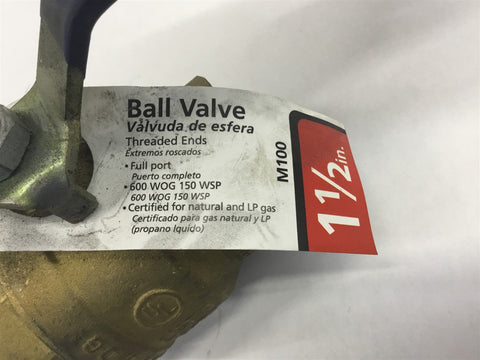 Ball Valve
Válvuda de esfera
Threaded Ends
Extremos roscados
• Full port
Puerto completo
• 600 WOG 150 WSP
600 WOG 150 WSP
• Certified for natural and LP gas
Certificado para gas natural y LP
(propano lquido)
M100
1 1/2 in.